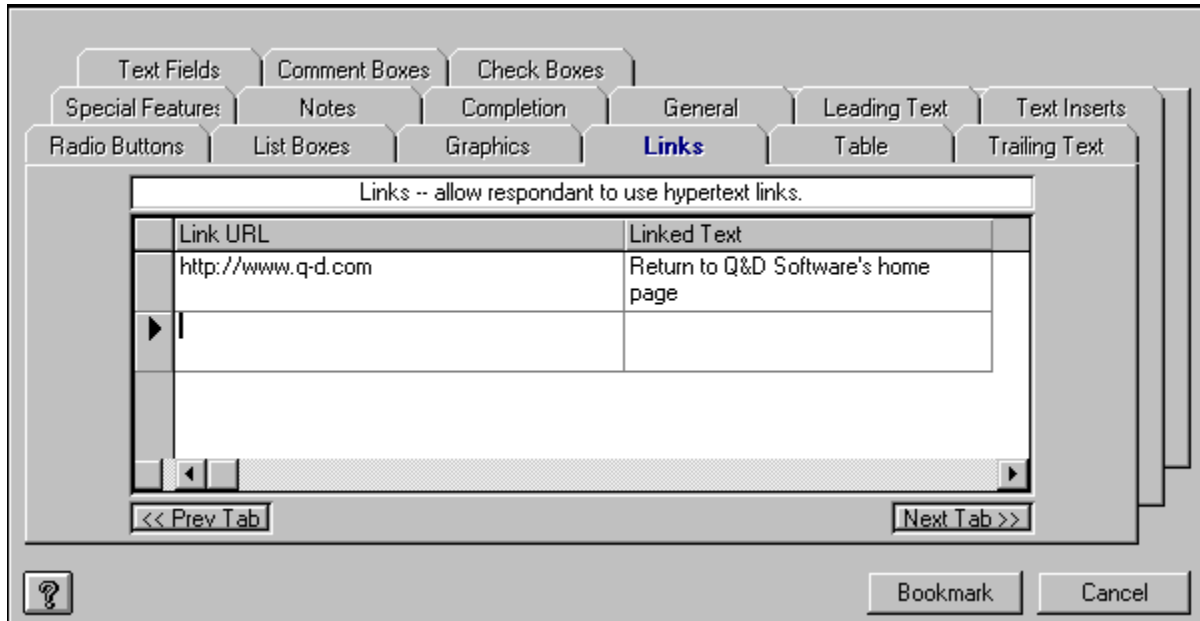 Text Fields Comment Boxes Check Boxes
Special Features Notes Completion General Leading Text Text Inserts
Radio Buttons List Boxes Graphics Links Table Trailing Text
Links -- allow respondant to use hypertext links.
Link URL Linked Text
http://www.q-d.com Return to Q&D Software's home
page
<< Prev Tab Next Tab >>
? Bookmark Cancel